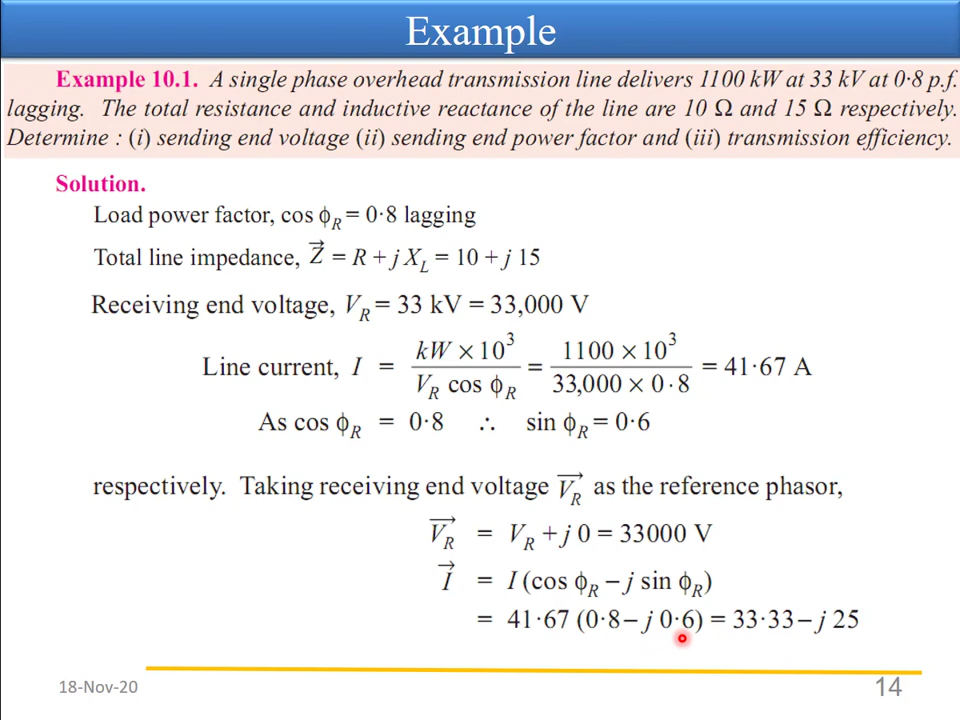 Example
Example 10.1. A single phase overhead transmission line delivers 1100 kW at 33 kV at 0·8 p.f.
lagging. The total resistance and inductive reactance of the line are 10 Ω and 15 Ω respectively.
Determine : (i) sending end voltage (ii) sending end power factor and (iii) transmission efficiency.
Solution.
Load power factor, cos ϕ_R = 0·8 lagging
Total line impedance, Z⃗ = R + j X_L = 10 + j 15
Receiving end voltage, V_R = 33 kV = 33,000 V
Line current, I = (kW × 10³) / (V_R cos ϕ_R) = (1100 × 10³) / (33,000 × 0·8) = 41·67 A
As cos ϕ_R = 0·8 ∴ sin ϕ_R = 0·6
respectively. Taking receiving end voltage V_R⃗ as the reference phasor,
V_R⃗ = V_R + j 0 = 33000 V
I⃗ = I (cos ϕ_R − j sin ϕ_R)
= 41·67 (0·8 − j 0·6) = 33·33 − j 25
18-Nov-20
14